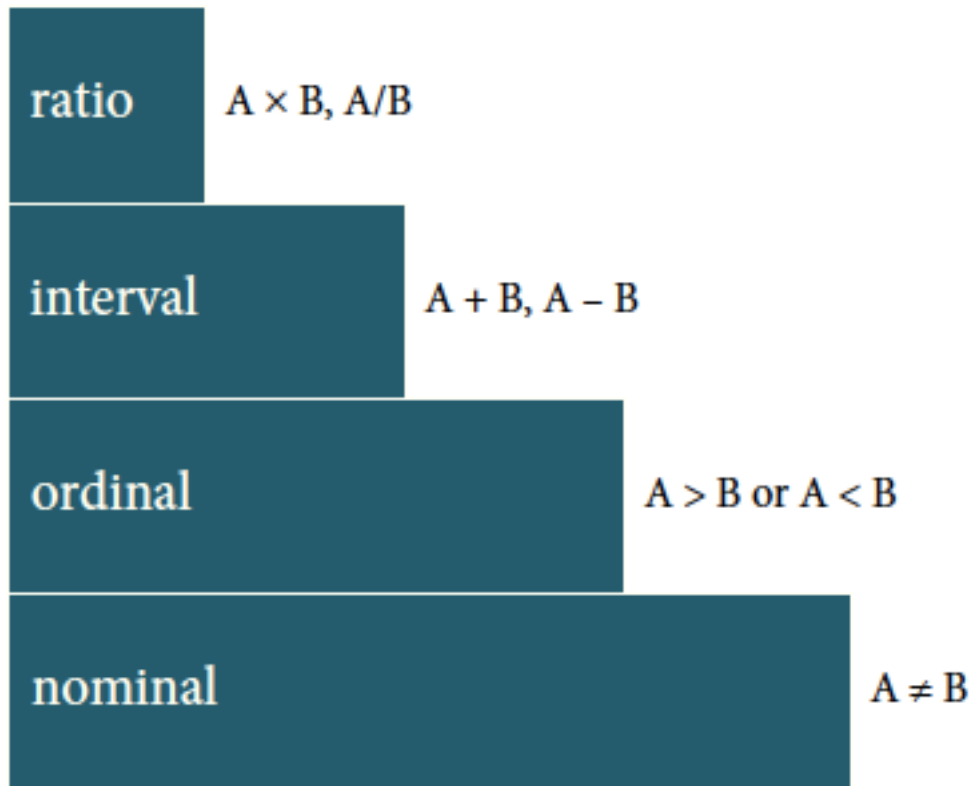 ratio A × B, A/B
interval A + B, A – B
ordinal A > B or A < B
nominal A ≠ B